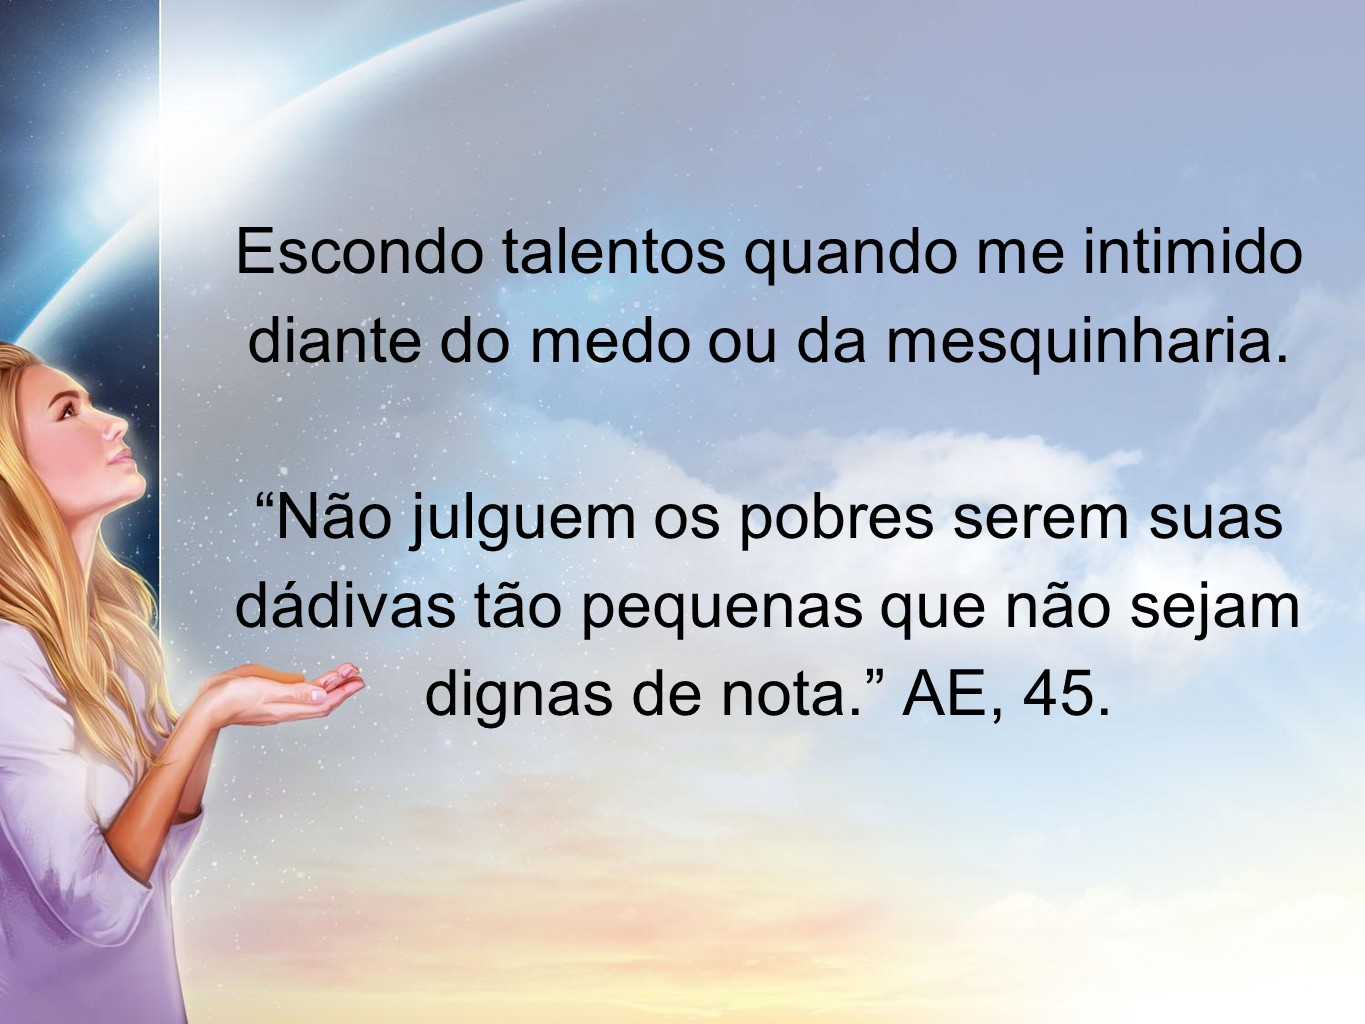 Escondo talentos quando me intimido
diante do medo ou da mesquinharia.
“Não julguem os pobres serem suas
dádivas tão pequenas que não sejam
dignas de nota.” AE, 45.